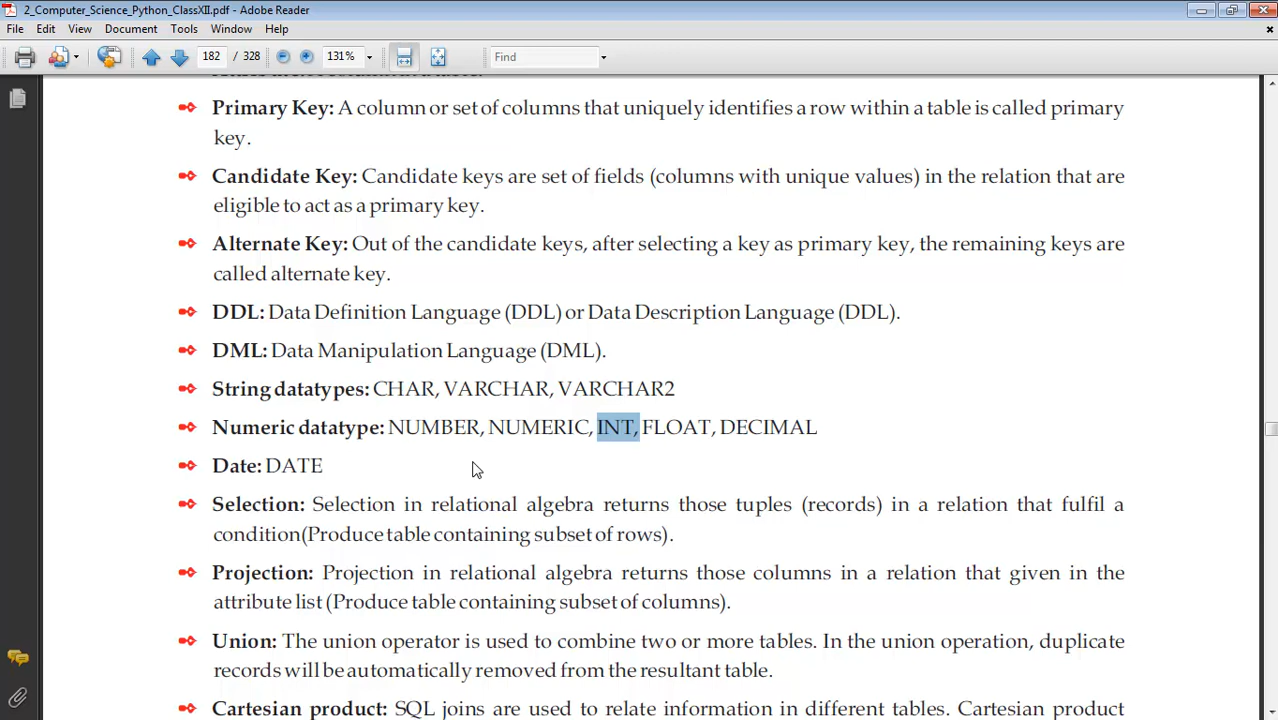 2_Computer_Science_Python_ClassXII.pdf - Adobe Reader
File Edit View Document Tools Window Help
182 / 328 131% Find
Primary Key: A column or set of columns that uniquely identifies a row within a table is called primary
key.
Candidate Key: Candidate keys are set of fields (columns with unique values) in the relation that are
eligible to act as a primary key.
Alternate Key: Out of the candidate keys, after selecting a key as primary key, the remaining keys are
called alternate key.
DDL: Data Definition Language (DDL) or Data Description Language (DDL).
DML: Data Manipulation Language (DML).
String datatypes: CHAR, VARCHAR, VARCHAR2
Numeric datatype: NUMBER, NUMERIC, INT, FLOAT, DECIMAL
Date: DATE
Selection: Selection in relational algebra returns those tuples (records) in a relation that fulfil a
condition(Produce table containing subset of rows).
Projection: Projection in relational algebra returns those columns in a relation that given in the
attribute list (Produce table containing subset of columns).
Union: The union operator is used to combine two or more tables. In the union operation, duplicate
records will be automatically removed from the resultant table.
Cartesian product: SQL joins are used to relate information in different tables. Cartesian product